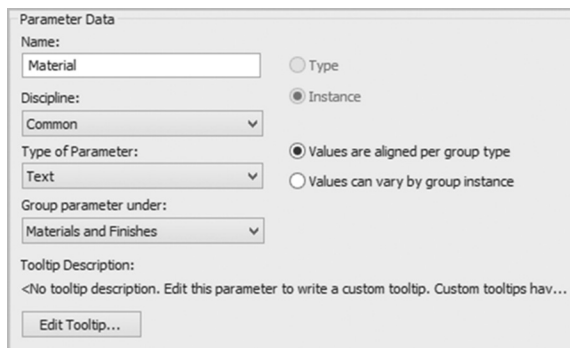 Parameter Data
Name:
Material
Type
Discipline:
Instance
Common
Type of Parameter:
Values are aligned per group type
Text
Values can vary by group instance
Group parameter under:
Materials and Finishes
Tooltip Description:
<No tooltip description. Edit this parameter to write a custom tooltip. Custom tooltips hav...
Edit Tooltip...